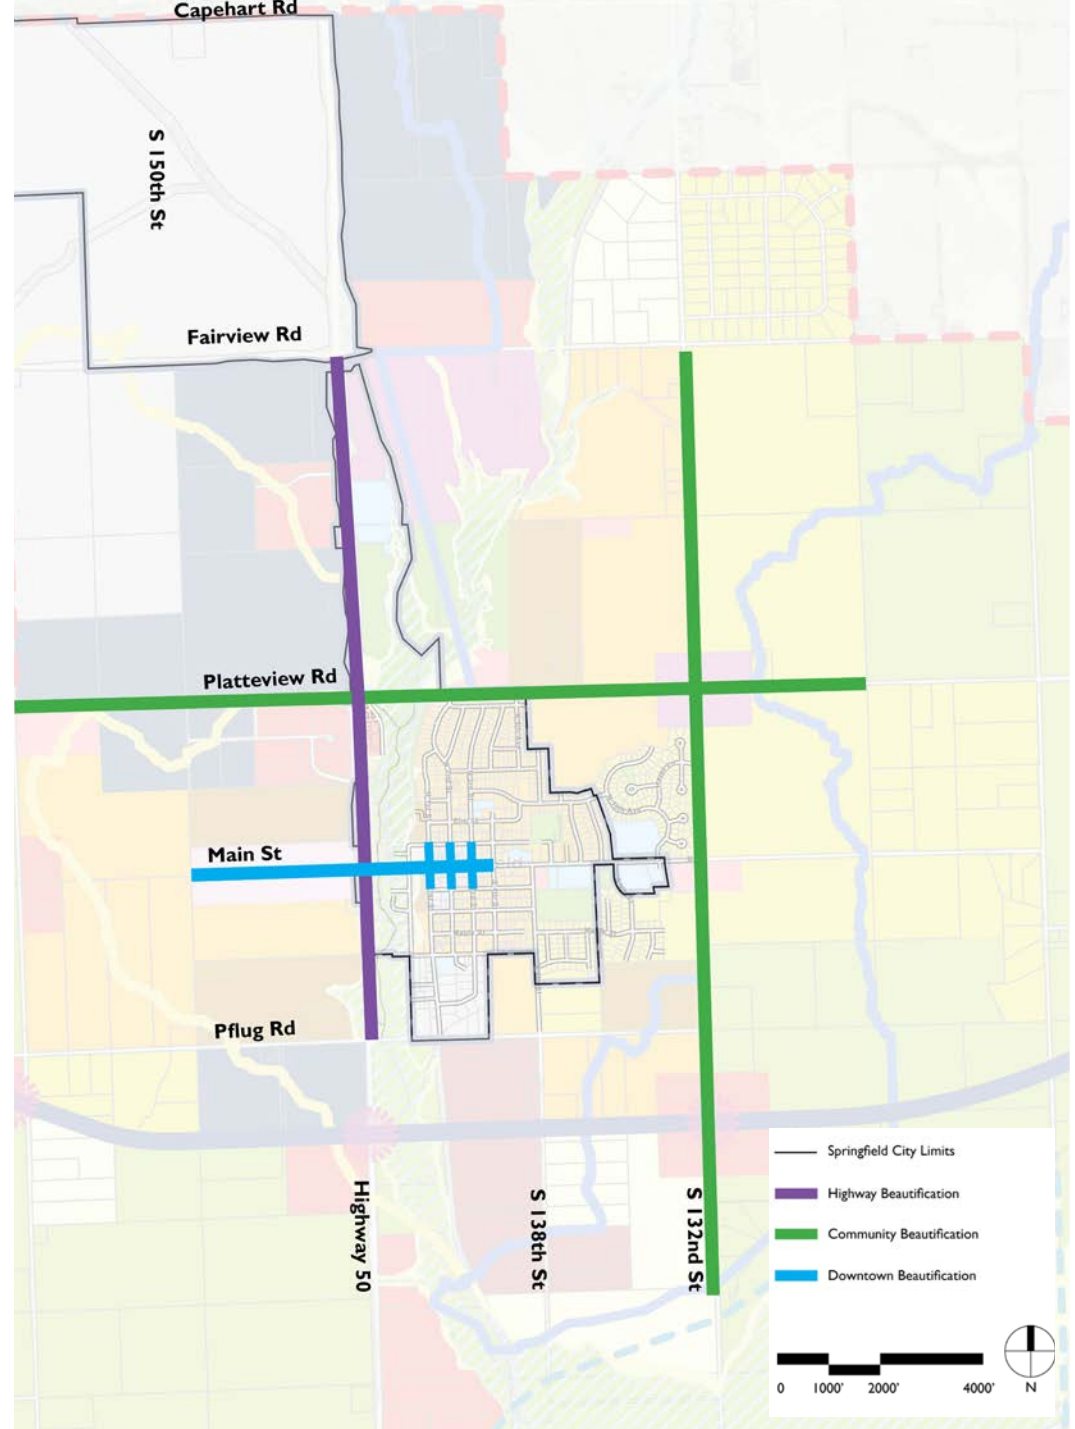 Capehart Rd
S 150th St
Fairview Rd
Platteview Rd
Main St
Pflug Rd
Highway 50
S 138th St
S 132nd St
Springfield City Limits
Highway Beautification
Community Beautification
Downtown Beautification
0 1000' 2000' 4000'
N